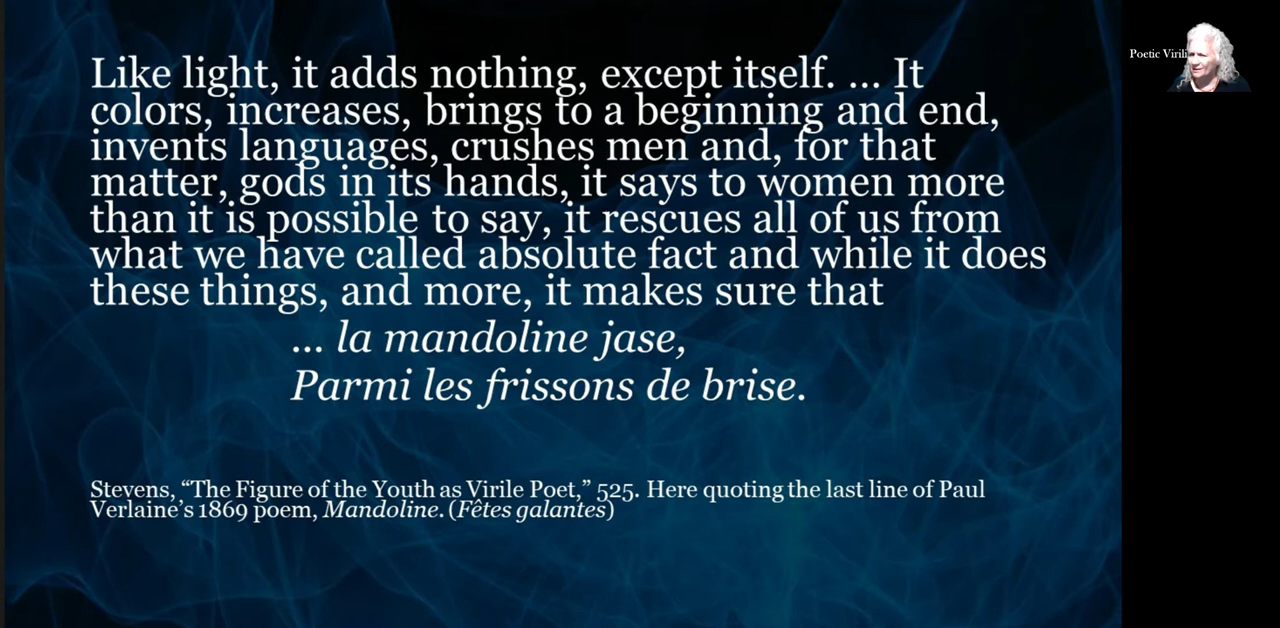 Like light, it adds nothing, except itself. ... It
colors, increases, brings to a beginning and end,
invents languages, crushes men and, for that
matter, gods in its hands, it says to women more
than it is possible to say, it rescues all of us from
what we have called absolute fact and while it does
these things, and more, it makes sure that
... la mandoline jase,
Parmi les frissons de brise.
Stevens, “The Figure of the Youth as Virile Poet,” 525. Here quoting the last line of Paul
Verlaine’s 1869 poem, Mandoline. (Fêtes galantes)
Poetic